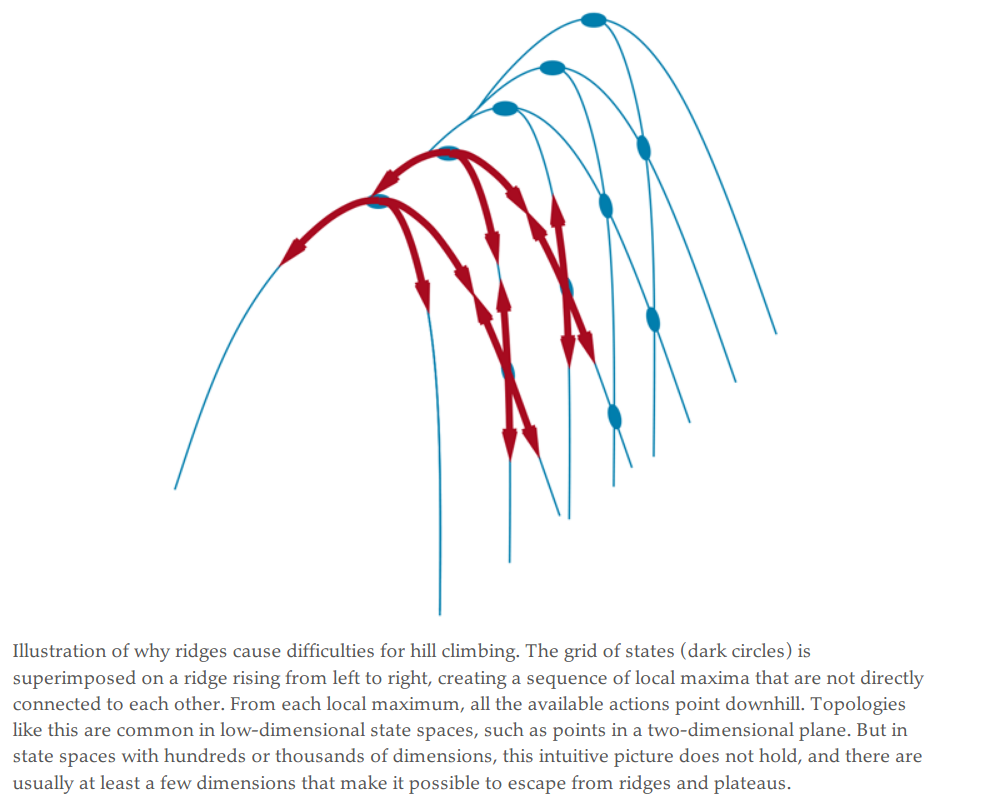 Illustration of why ridges cause difficulties for hill climbing. The grid of states (dark circles) is
superimposed on a ridge rising from left to right, creating a sequence of local maxima that are not directly
connected to each other. From each local maximum, all the available actions point downhill. Topologies
like this are common in low-dimensional state spaces, such as points in a two-dimensional plane. But in
state spaces with hundreds or thousands of dimensions, this intuitive picture does not hold, and there are
usually at least a few dimensions that make it possible to escape from ridges and plateaus.